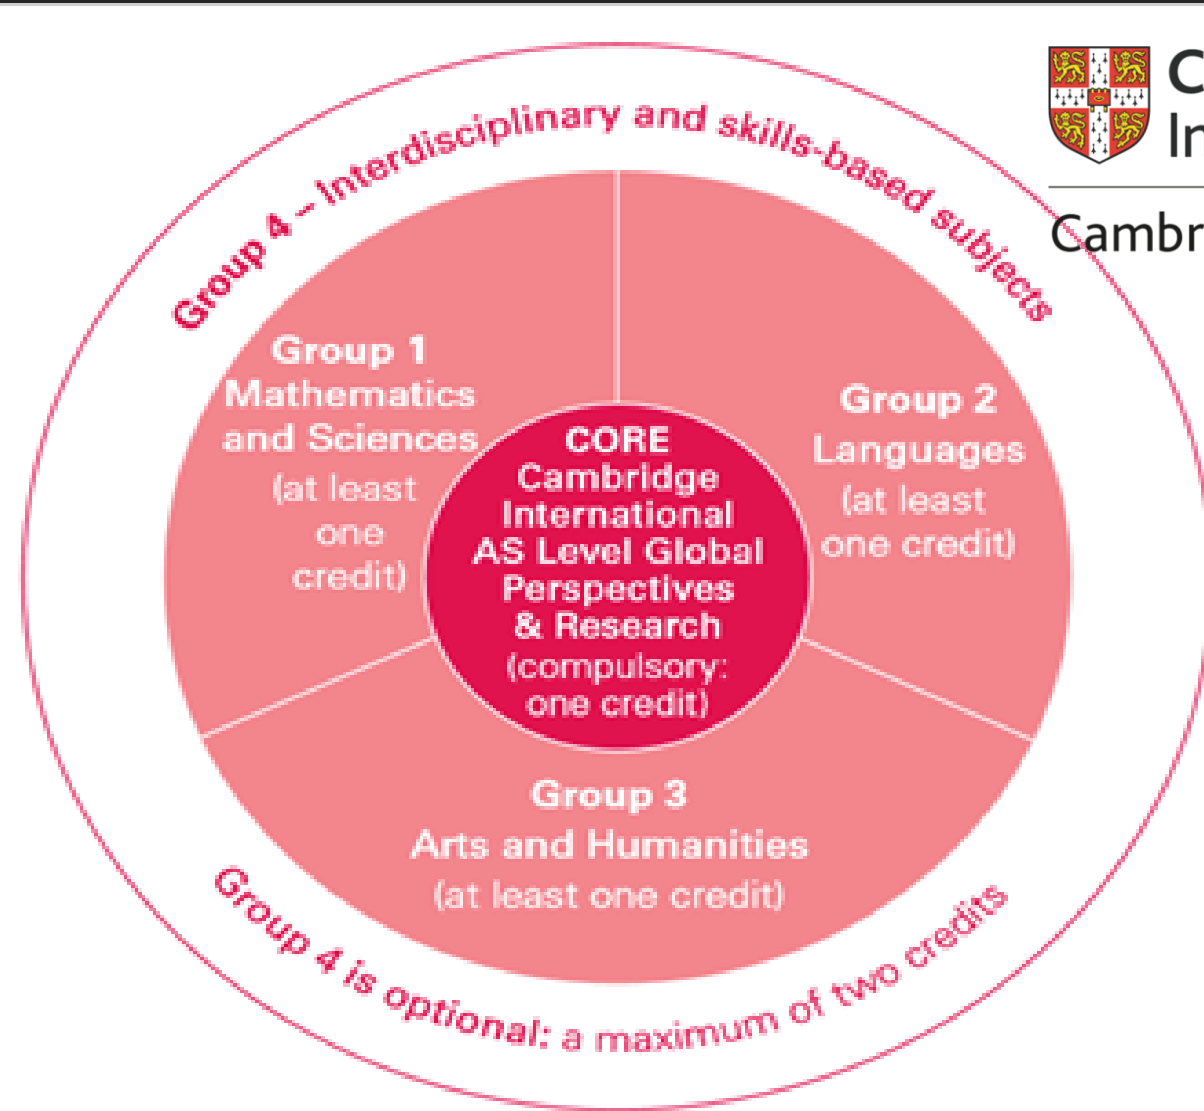 Group 4 – Interdisciplinary and skills-based subjects
Group 1
Mathematics
and Sciences
(at least
one
credit)
Group 2
Languages
(at least
one credit)
CORE
Cambridge
International
AS Level Global
Perspectives
& Research
(compulsory:
one credit)
Group 3
Arts and Humanities
(at least one credit)
Group 4 is optional: a maximum of two credits
C
In
Cambr